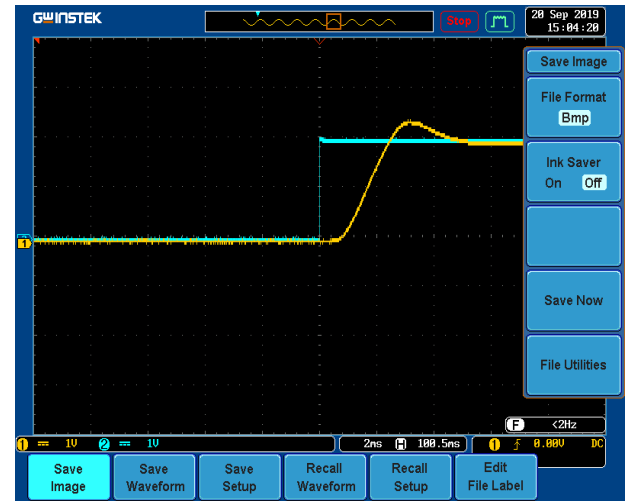 GWINSTEK
Stop
20 Sep 2019
15:04:20
Save Image
File Format
Bmp
Ink Saver
On Off
Save Now
File Utilities
1
F <2Hz
1 1V 2 1V
2ms H 100.5ms
1 0.00V DC
Save
Image
Save
Waveform
Save
Setup
Recall
Waveform
Recall
Setup
Edit
File Label